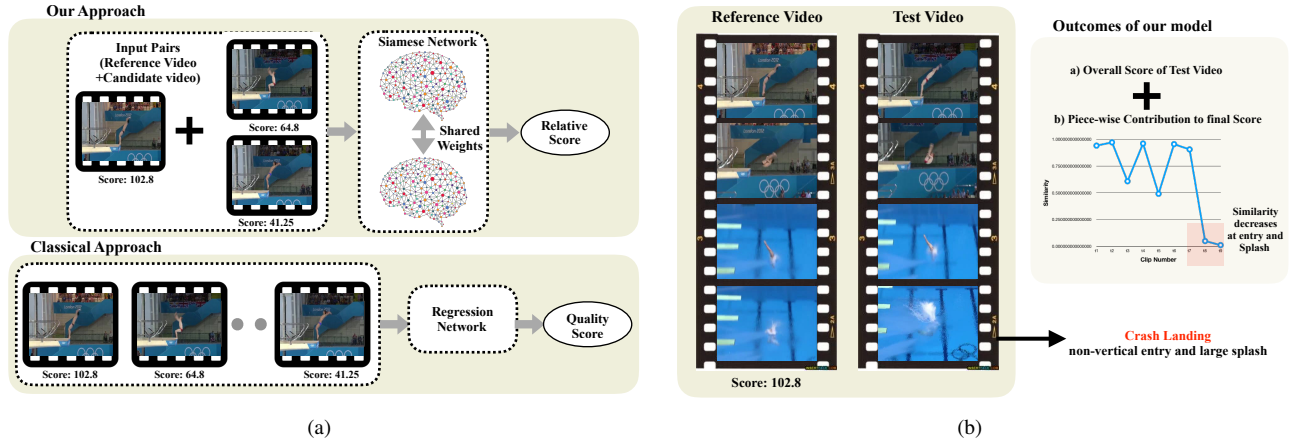 Our Approach
Input Pairs
(Reference Video
+Candidate video)
Score: 102.8
Score: 64.8
Score: 41.25
Siamese Network
Shared
Weights
Relative
Score
Classical Approach
Score: 102.8
Score: 64.8
Score: 41.25
Regression
Network
Quality
Score
(a)
Reference Video
Test Video
Score: 102.8
Outcomes of our model
a) Overall Score of Test Video
b) Piece-wise Contribution to final Score
Similarity
Clip Number
Similarity
decreases
at entry and
Splash
Crash Landing
non-vertical entry and large splash
(b)